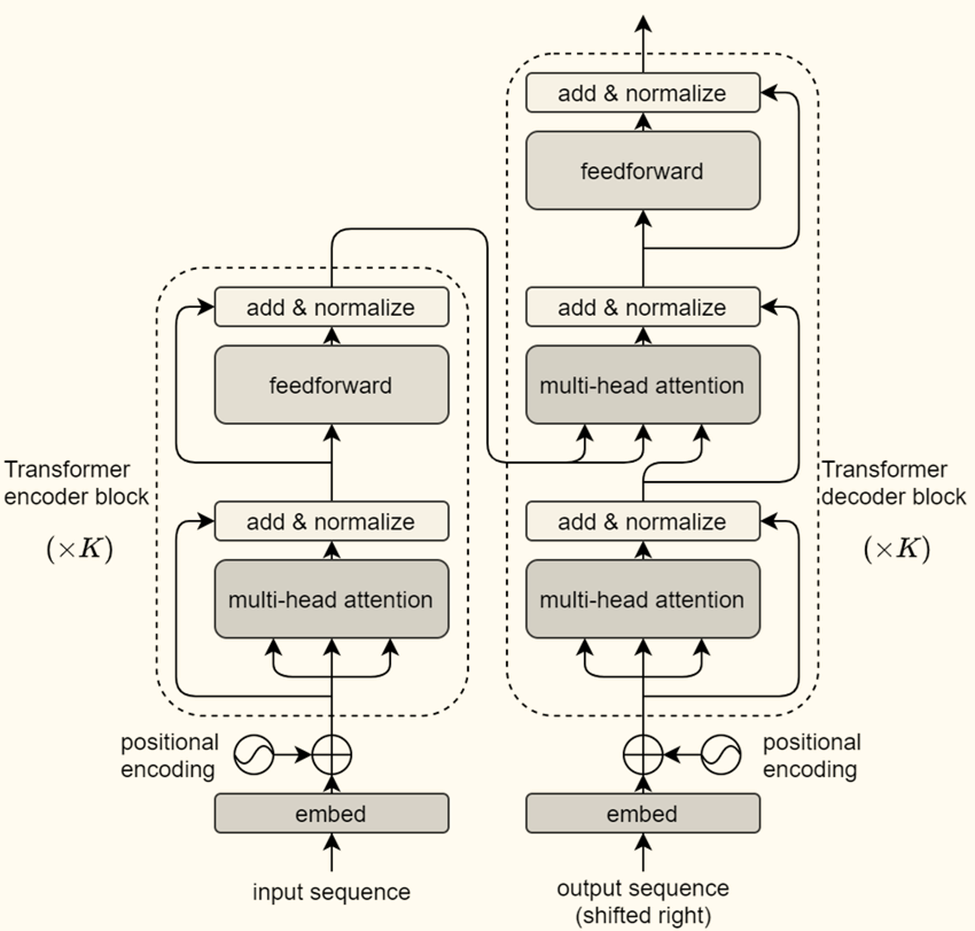 add & normalize
feedforward
add & normalize
multi-head attention
add & normalize
multi-head attention
add & normalize
feedforward
add & normalize
multi-head attention
Transformer
encoder block
(×K)
Transformer
decoder block
(×K)
positional
encoding
positional
encoding
embed
embed
input sequence
output sequence
(shifted right)